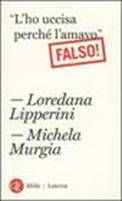 "L'ho uccisa
perché l'amavo"
FALSO!
— Loredana
Lipperini
— Michela
Murgia
Idòla Laterza